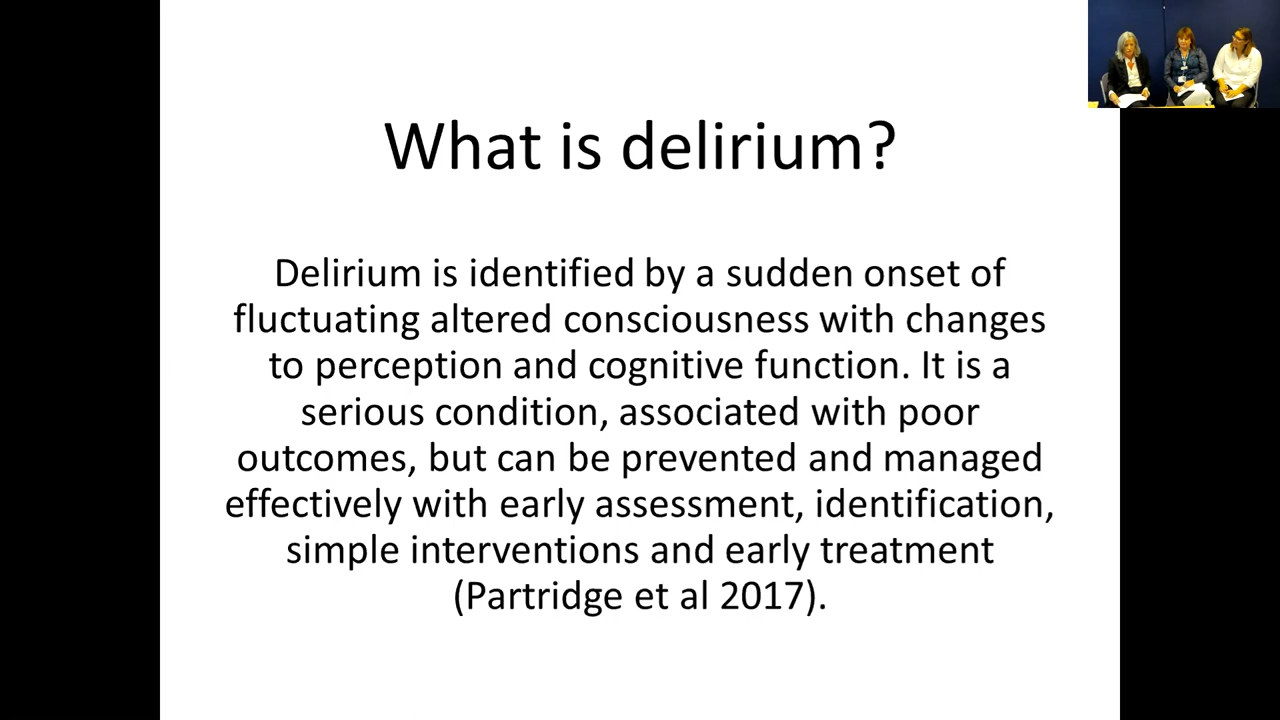 What is delirium?
Delirium is identified by a sudden onset of
fluctuating altered consciousness with changes
to perception and cognitive function. It is a
serious condition, associated with poor
outcomes, but can be prevented and managed
effectively with early assessment, identification,
simple interventions and early treatment
(Partridge et al 2017).